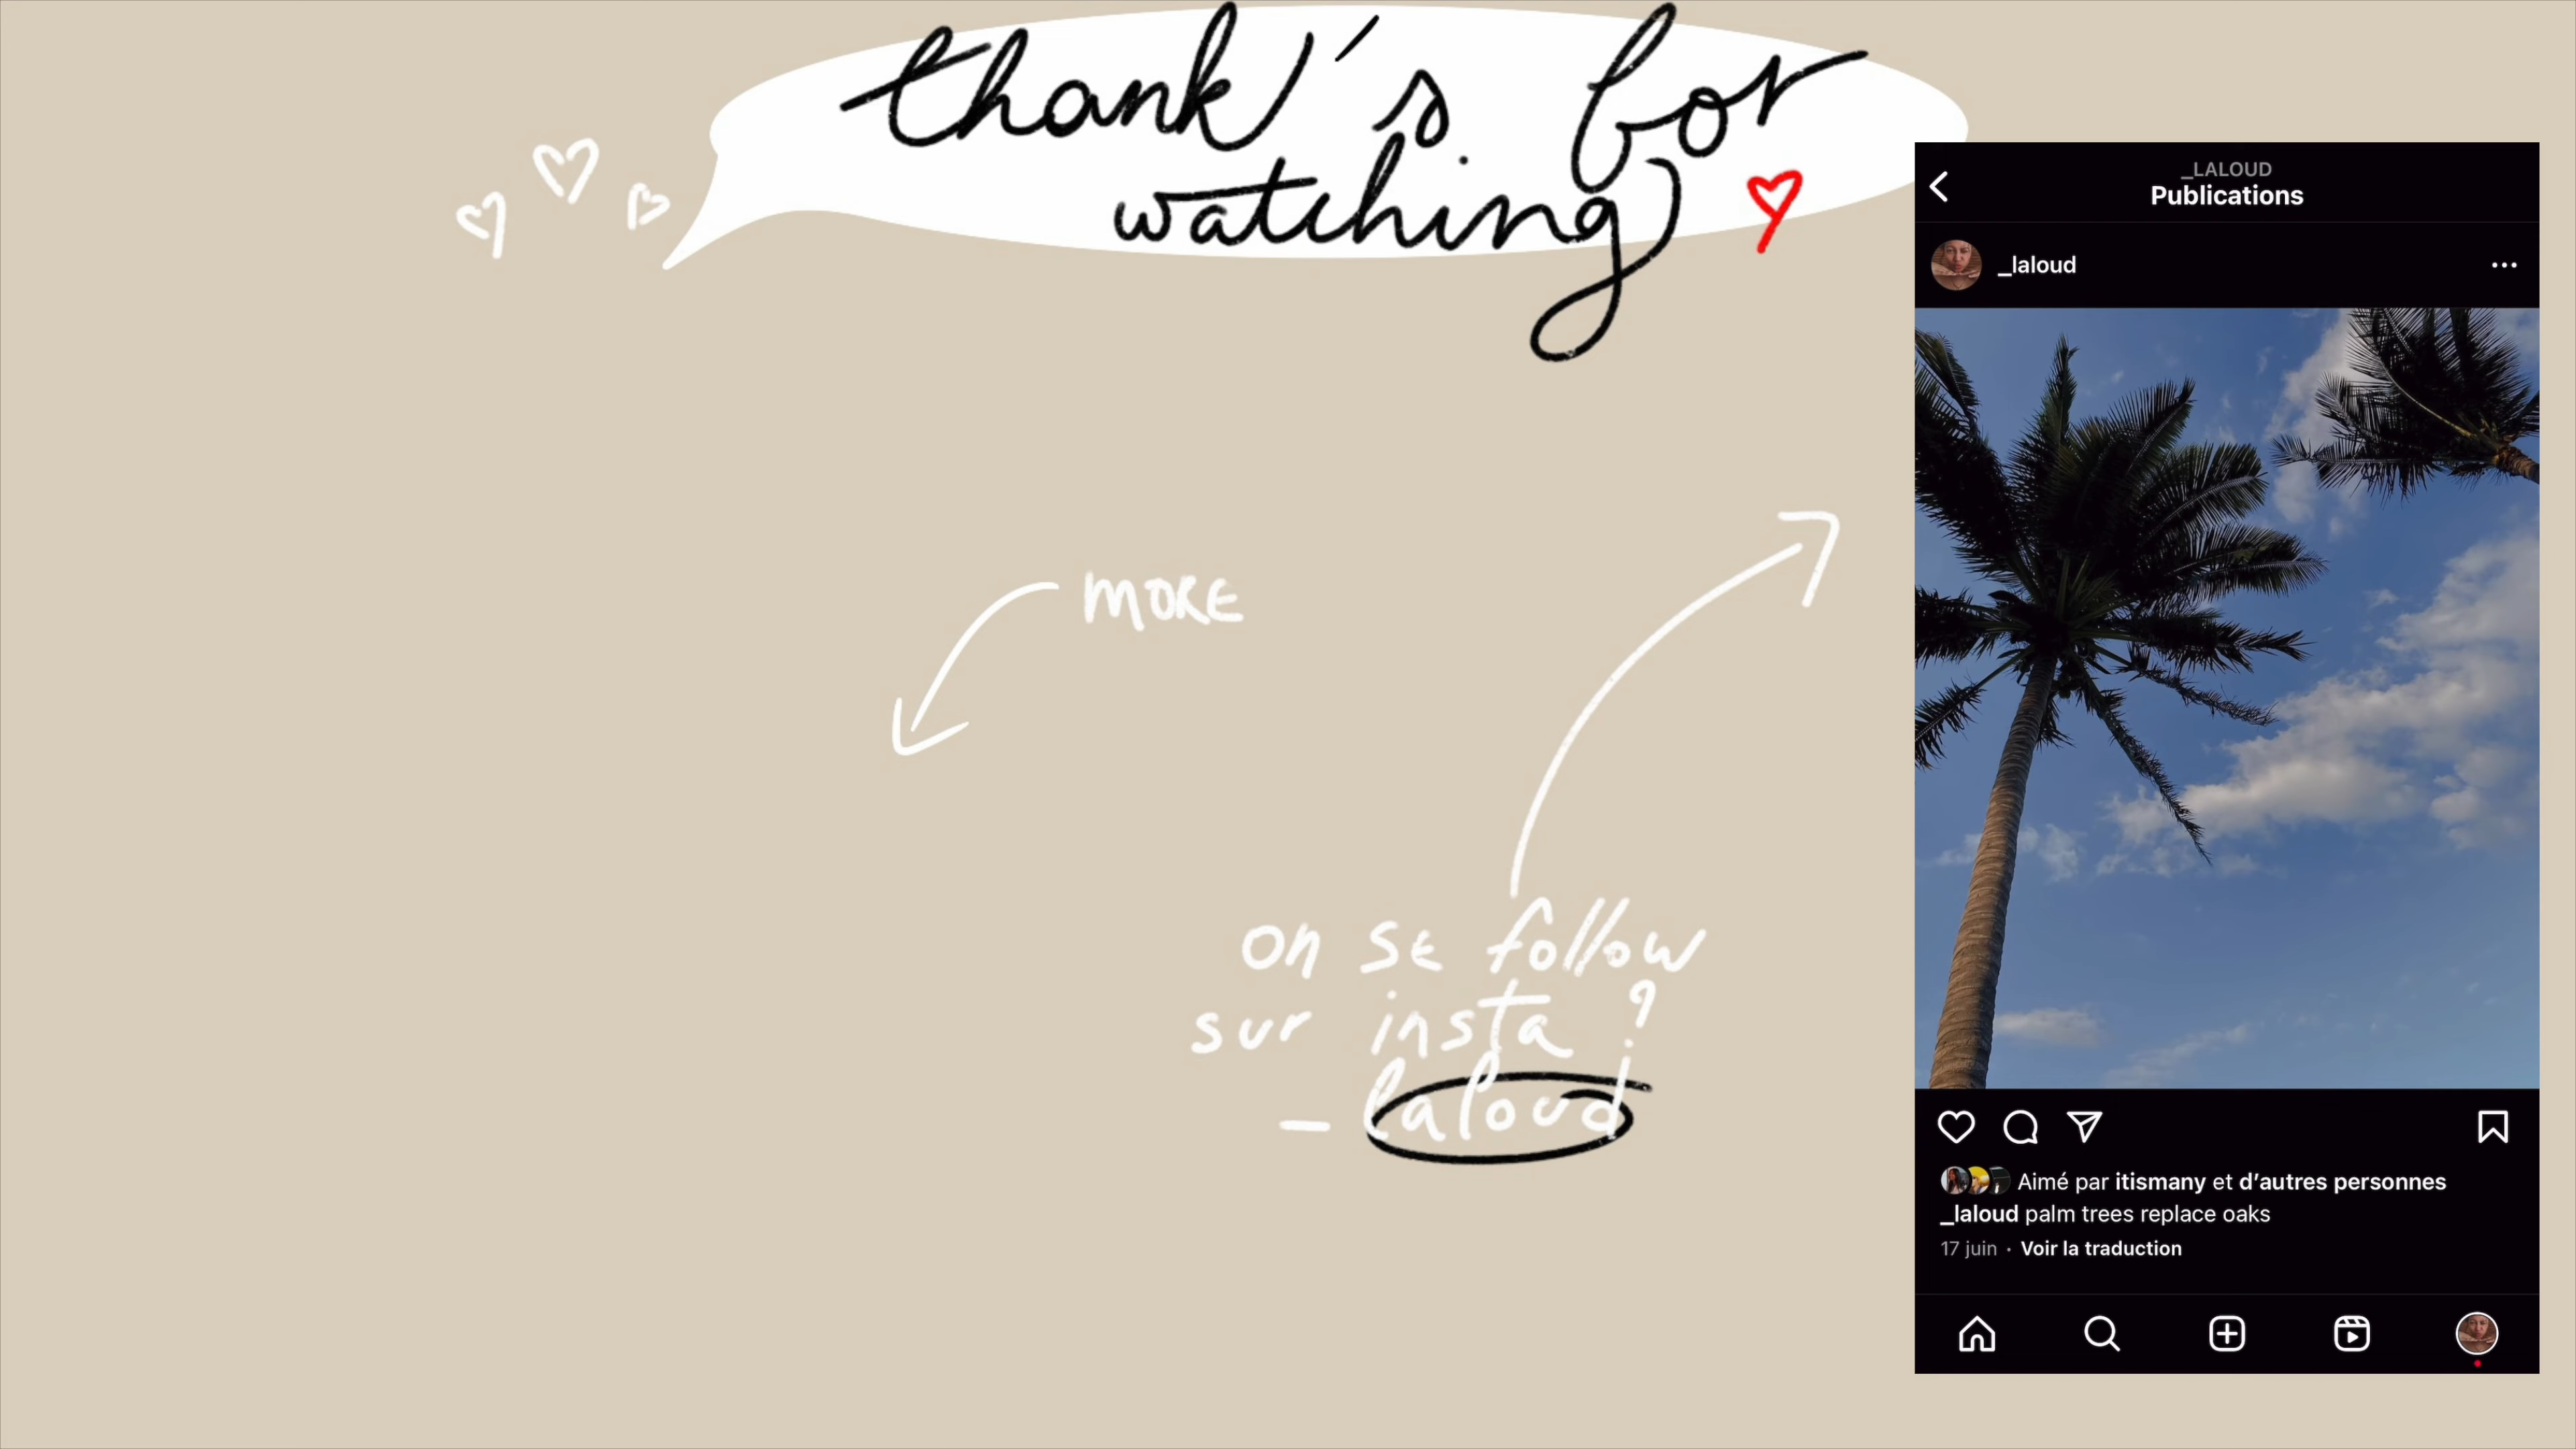 thank's for
watching
MORE
on se follow
sur insta ?
_laloud
_LALOUD
Publications
_laloud
Aimé par itismany et d'autres personnes
_laloud palm trees replace oaks
17 juin · Voir la traduction